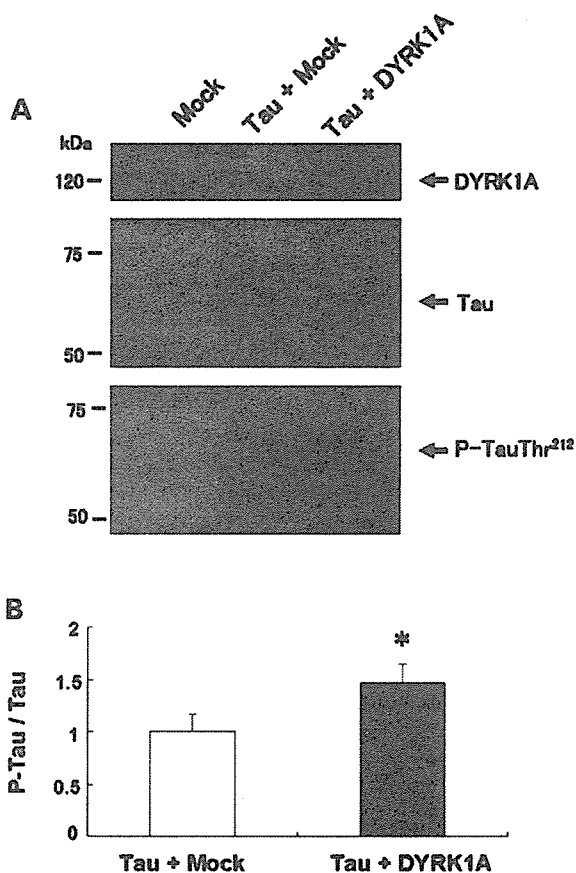 A
Mock
Tau + Mock
Tau + DYRK1A
kDa
120
DYRK1A
75
Tau
50
75
P-TauThr²¹²
50
B
P-Tau / Tau
2
1.5
1
0.5
0
*
Tau + Mock
Tau + DYRK1A